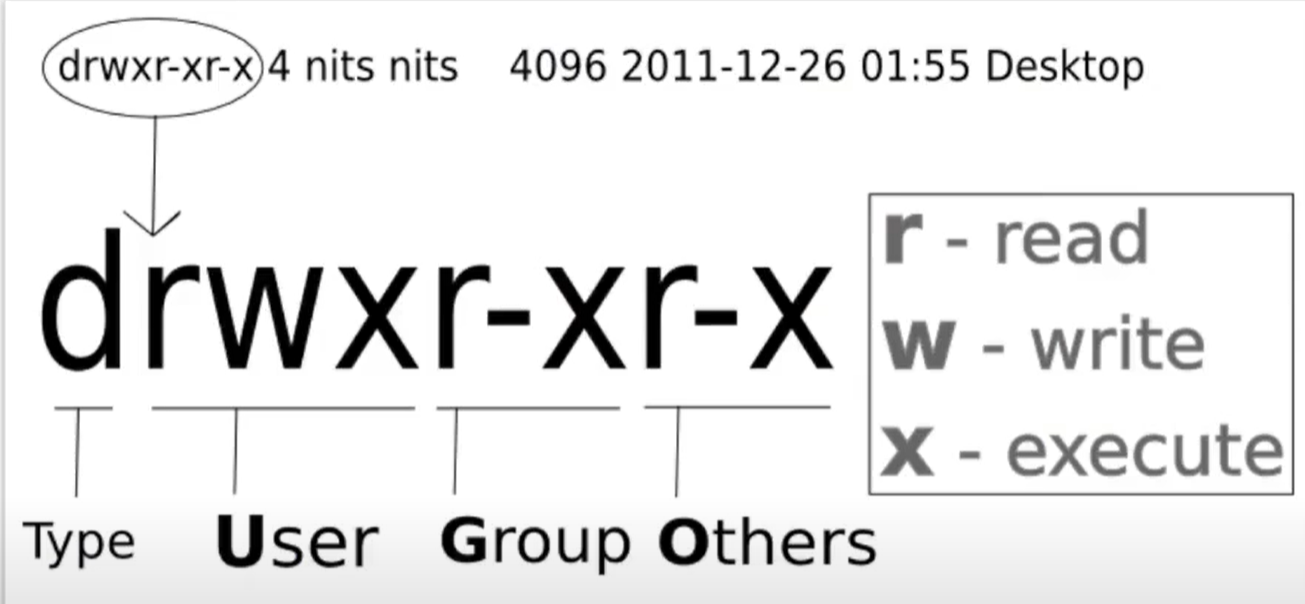 drwxr-xr-x 4 nits nits 4096 2011-12-26 01:55 Desktop
drwxr-xr-x
r - read
w - write
x - execute
Type User Group Others